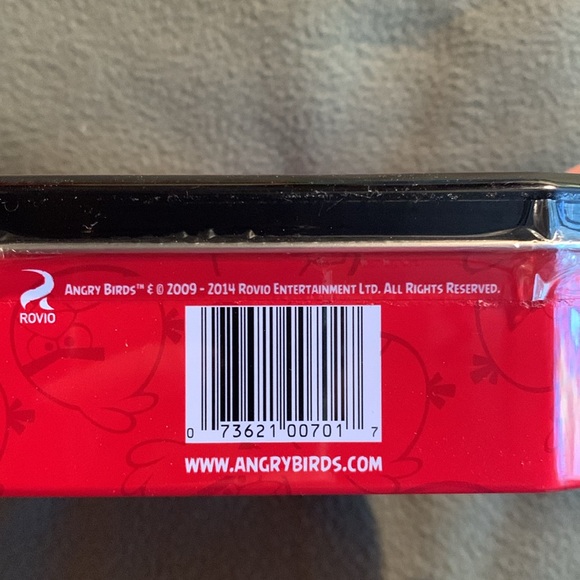 ANGRY BIRDS™ & © 2009 - 2014 ROVIO ENTERTAINMENT LTD. ALL RIGHTS RESERVED.
ROVIO
0 73621 00701 7
WWW.ANGRYBIRDS.COM